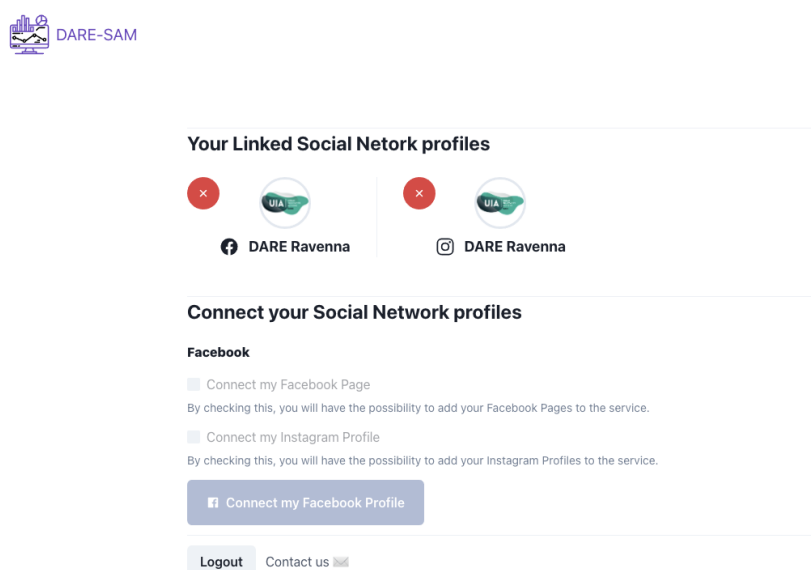 DARE-SAM
Your Linked Social Netork profiles
×
UIA
×
UIA
DARE Ravenna
DARE Ravenna
Connect your Social Network profiles
Facebook
Connect my Facebook Page
By checking this, you will have the possibility to add your Facebook Pages to the service.
Connect my Instagram Profile
By checking this, you will have the possibility to add your Instagram Profiles to the service.
Connect my Facebook Profile
Logout Contact us